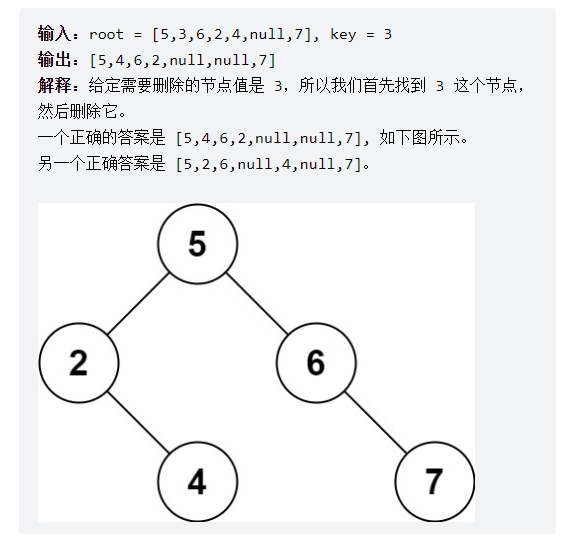 输入：root = [5,3,6,2,4,null,7], key = 3
输出：[5,4,6,2,null,null,7]
解释：给定需要删除的节点值是 3，所以我们首先找到 3 这个节点，
然后删除它。
一个正确的答案是 [5,4,6,2,null,null,7], 如下图所示。
另一个正确答案是 [5,2,6,null,4,null,7]。
5
2 6
4 7